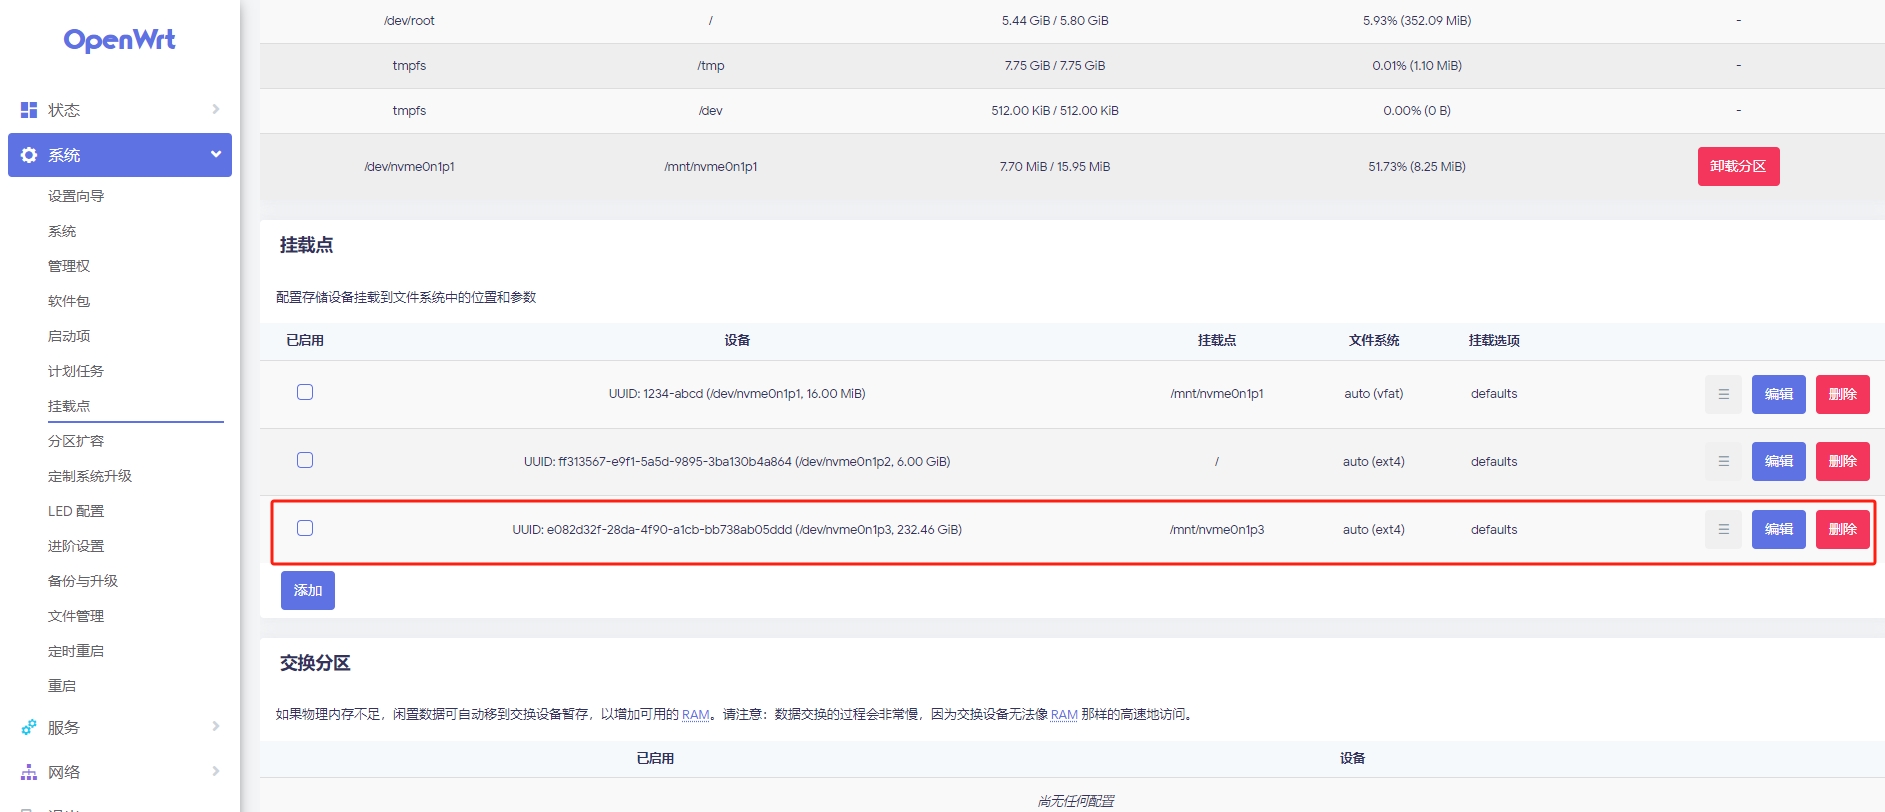 OpenWrt
状态
系统
设置向导
系统
管理权
软件包
启动项
计划任务
挂载点
分区扩容
定制系统升级
LED 配置
进阶设置
备份与升级
文件管理
定时重启
重启
服务
网络
/dev/root / 5.44 GiB / 5.80 GiB 5.93% (352.09 MiB) -
tmpfs /tmp 7.75 GiB / 7.75 GiB 0.01% (1.10 MiB) -
tmpfs /dev 512.00 KiB / 512.00 KiB 0.00% (0 B) -
/dev/nvme0n1p1 /mnt/nvme0n1p1 7.70 MiB / 15.95 MiB 51.73% (8.25 MiB) 卸载分区
挂载点
配置存储设备挂载到文件系统中的位置和参数
已启用 设备 挂载点 文件系统 挂载选项
UUID: 1234-abcd (/dev/nvme0n1p1, 16.00 MiB) /mnt/nvme0n1p1 auto (vfat) defaults ☰ 编辑 删除
UUID: ff313567-e9f1-5a5d-9895-3ba130b4a864 (/dev/nvme0n1p2, 6.00 GiB) / auto (ext4) defaults ☰ 编辑 删除
UUID: e082d32f-28da-4f90-a1cb-bb738ab05ddd (/dev/nvme0n1p3, 232.46 GiB) /mnt/nvme0n1p3 auto (ext4) defaults ☰ 编辑 删除
添加
交换分区
如果物理内存不足，闲置数据可自动移到交换设备暂存，以增加可用的 RAM。请注意：数据交换的过程会非常慢，因为交换设备无法像 RAM 那样的高速地访问。
已启用 设备
尚无任何配置